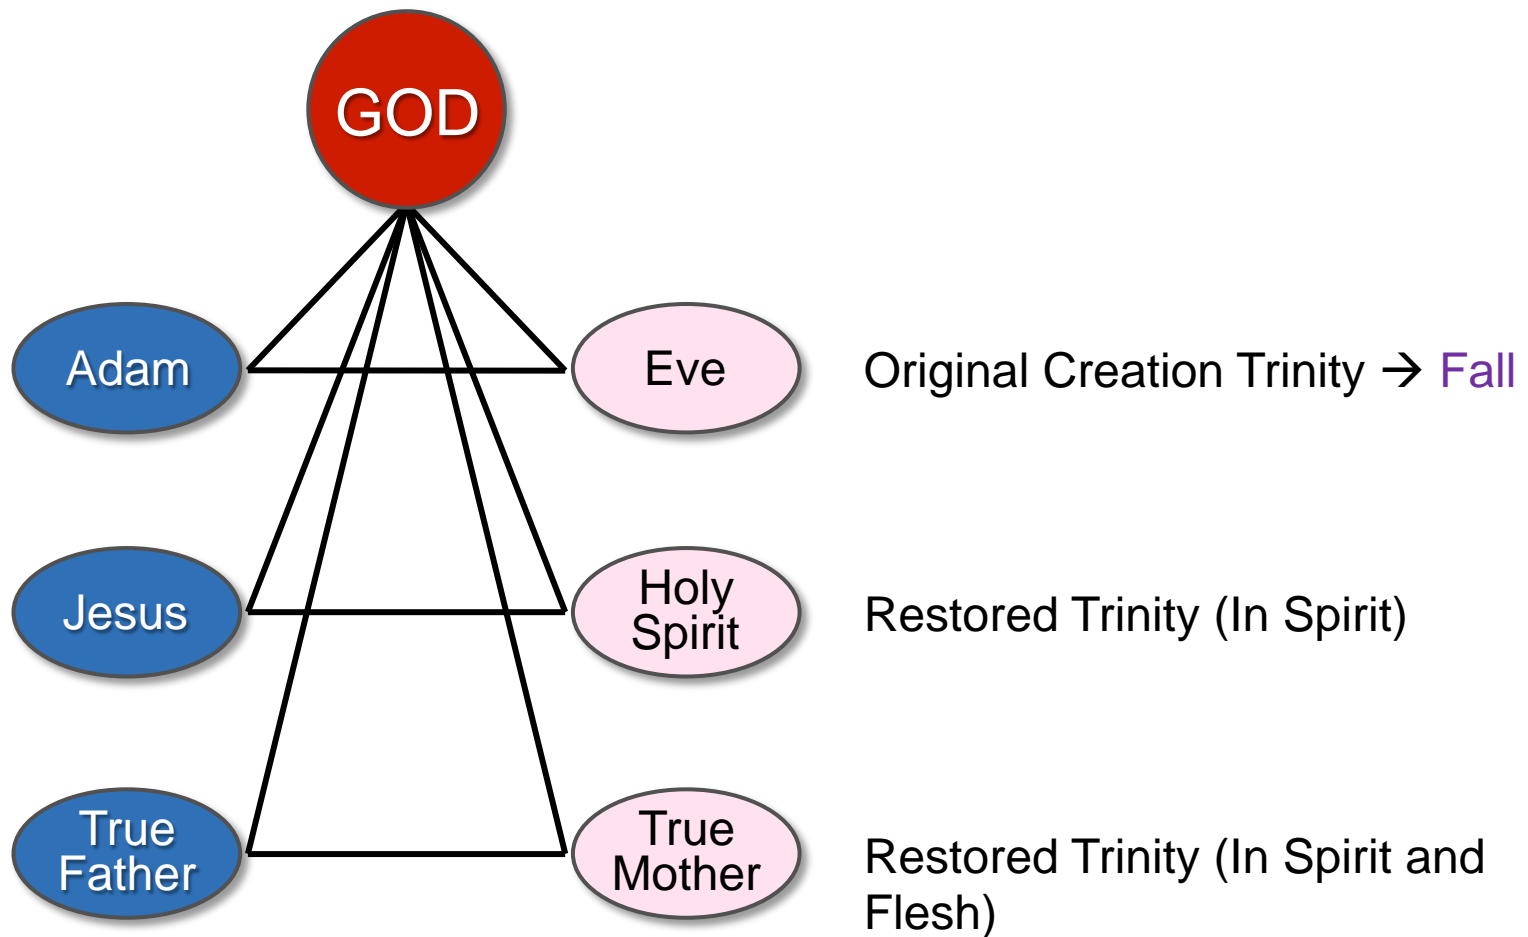 GOD
Adam
Eve
Original Creation Trinity → Fall
Jesus
Holy
Spirit
Restored Trinity (In Spirit)
True
Father
True
Mother
Restored Trinity (In Spirit and
Flesh)